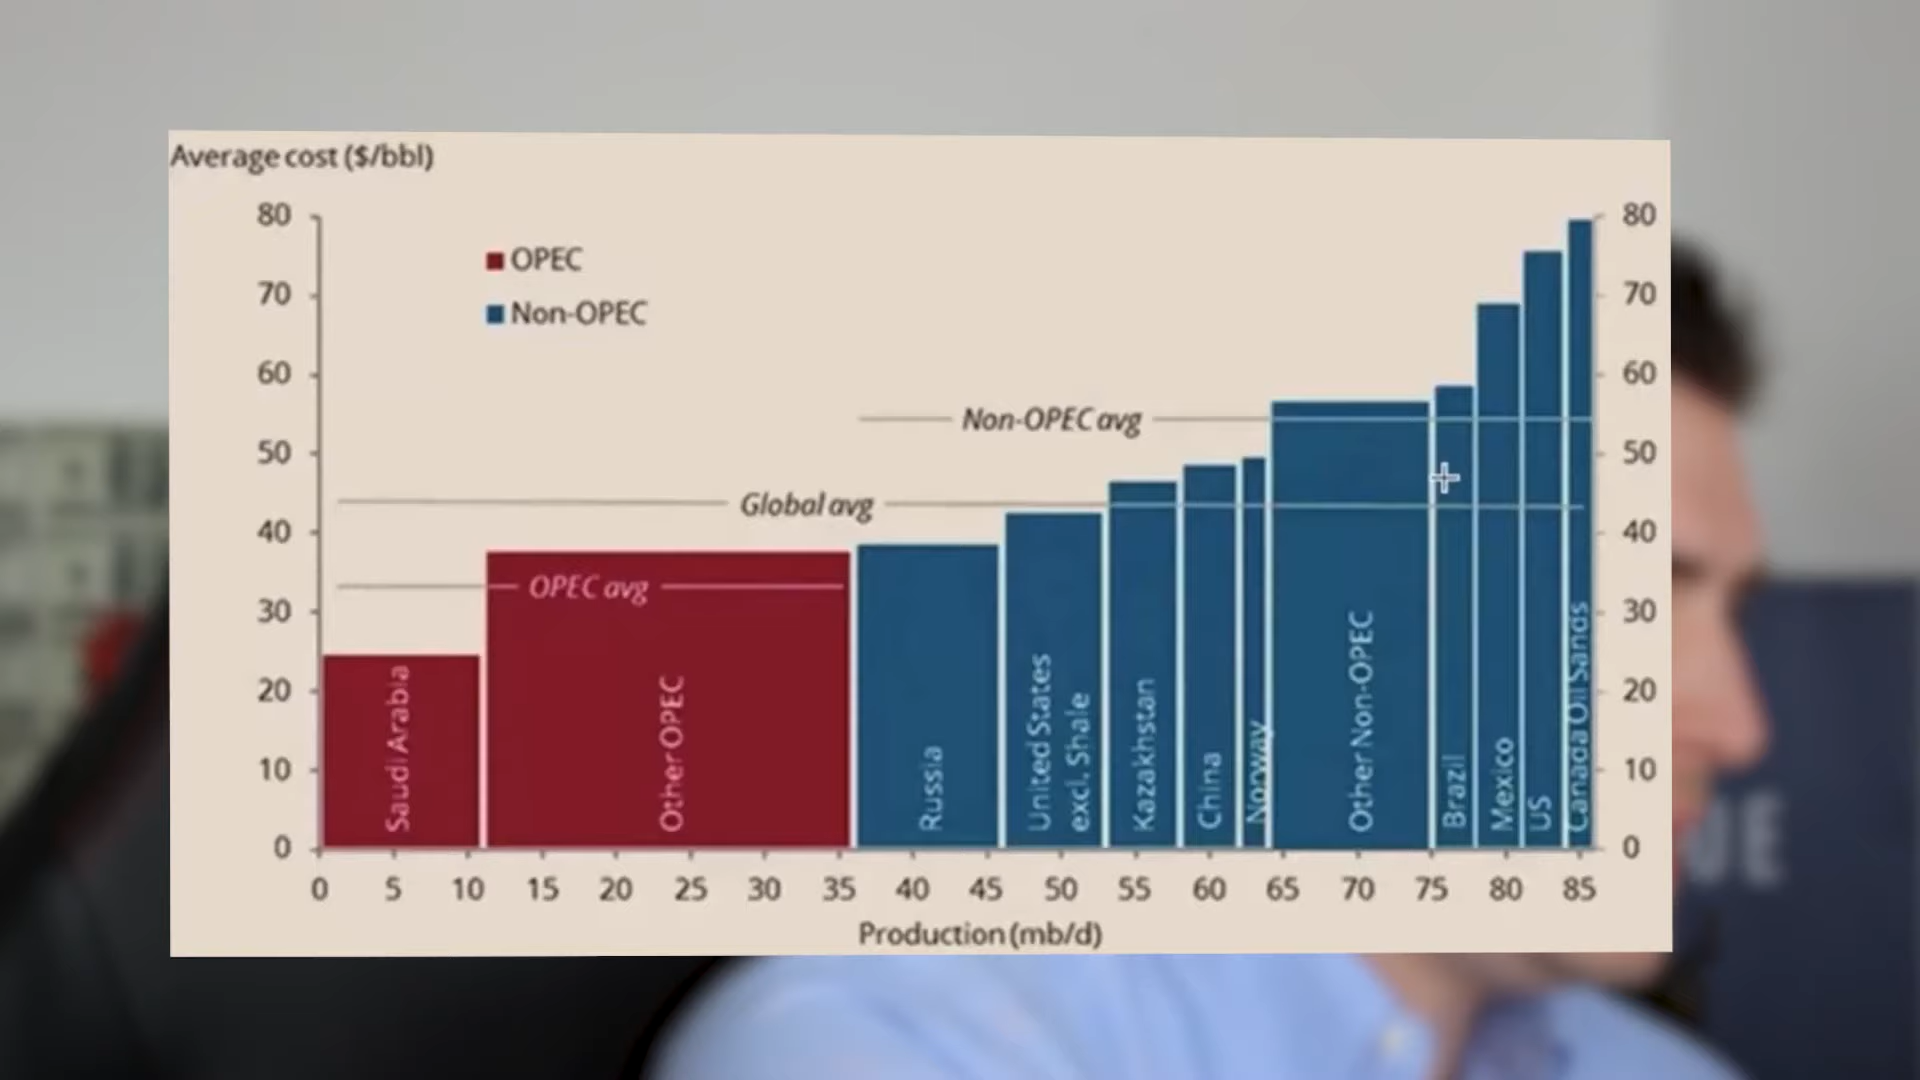 Average cost ($/bbl)
80
70
60
50
40
30
20
10
0
OPEC
Non-OPEC
Non-OPEC avg
Global avg
OPEC avg
Saudi Arabia
Other OPEC
Russia
United States
excl. Shale
Kazakhstan
China
Norway
Other Non-OPEC
Brazil
Mexico
US
Canada Oil Sands
80
70
60
50
40
30
20
10
0
0 5 10 15 20 25 30 35 40 45 50 55 60 65 70 75 80 85
Production (mb/d)
UE